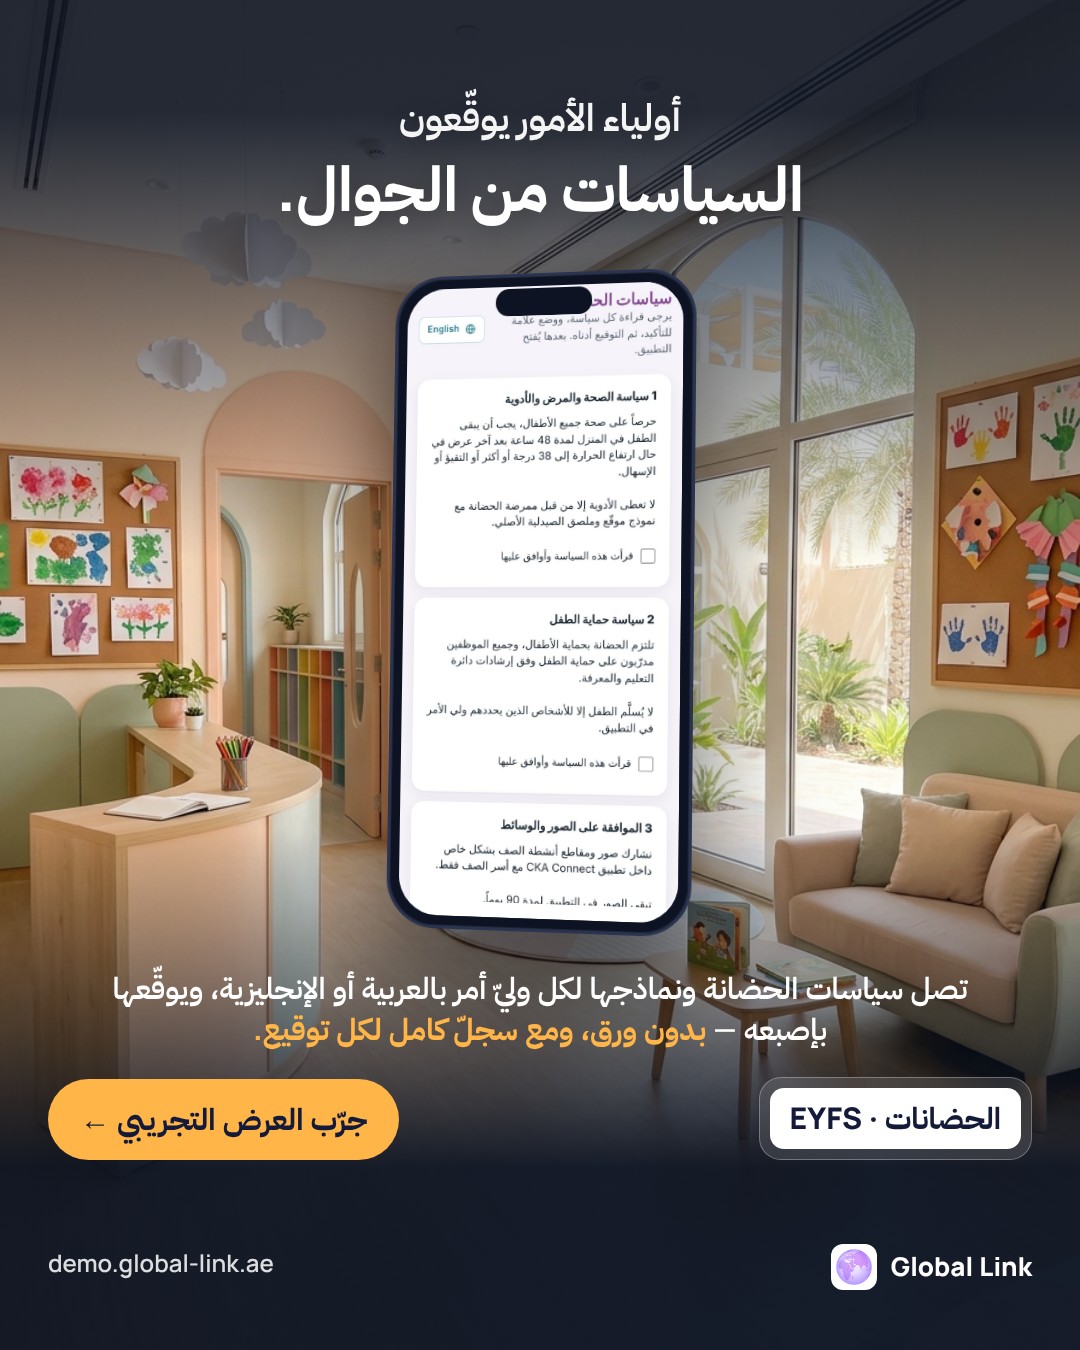 أولياء الأمور يوقّعون
السياسات من الجوال.
سياسات الح
English
يرجى قراءة كل سياسة، ووضع علامة
للتأكيد، ثم التوقيع أدناه. بعدها يُفتح
التطبيق.
1 سياسة الصحة والمرض والأدوية
حرصاً على صحة جميع الأطفال، يجب أن يبقى
الطفل في المنزل لمدة 48 ساعة بعد آخر عرض في
حال ارتفاع الحرارة إلى 38 درجة أو أكثر أو التقيؤ أو
الإسهال.
لا تعطى الأدوية إلا من قبل ممرضة الحضانة مع
نموذج موقّع وملصق الصيدلية الأصلي.
قرأت هذه السياسة وأوافق عليها
2 سياسة حماية الطفل
تلتزم الحضانة بحماية الأطفال، وجميع الموظفين
مدرّبون على حماية الطفل وفق إرشادات دائرة
التعليم والمعرفة.
لا يُسلَّم الطفل إلا للأشخاص الذين يحددهم ولي الأمر
في التطبيق.
قرأت هذه السياسة وأوافق عليها
3 الموافقة على الصور والوسائط
نشارك صور ومقاطع أنشطة الصف بشكل خاص
داخل تطبيق CKA Connect مع أسر الصف فقط.
تبقى الصور في التطبيق لمدة 90 يوماً.
تصل سياسات الحضانة ونماذجها لكل وليّ أمر بالعربية أو الإنجليزية، ويوقّعها
بإصبعه — بدون ورق، ومع سجلّ كامل لكل توقيع.
الحضانات · EYFS
جرّب العرض التجريبي ←
Global Link
demo.global-link.ae